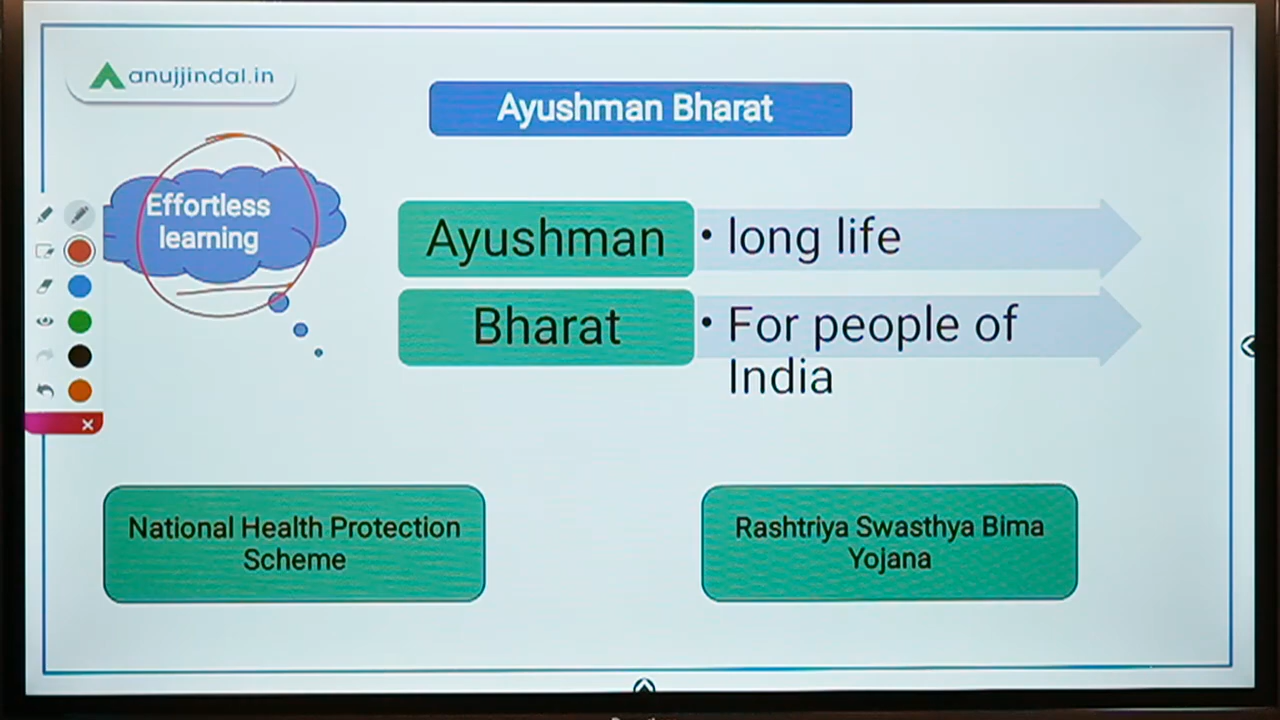 anujjindal.in
Ayushman Bharat
Effortless
learning
Ayushman
• long life
Bharat
• For people of
India
National Health Protection
Scheme
Rashtriya Swasthya Bima
Yojana